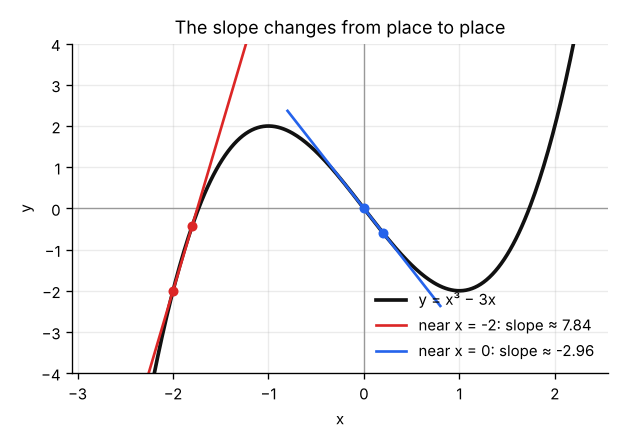 The slope changes from place to place
4
3
2
1
0
−1
−2
−3
−4
y
−3 −2 −1 0 1 2
x
y = x³ − 3x
near x = -2: slope ≈ 7.84
near x = 0: slope ≈ -2.96